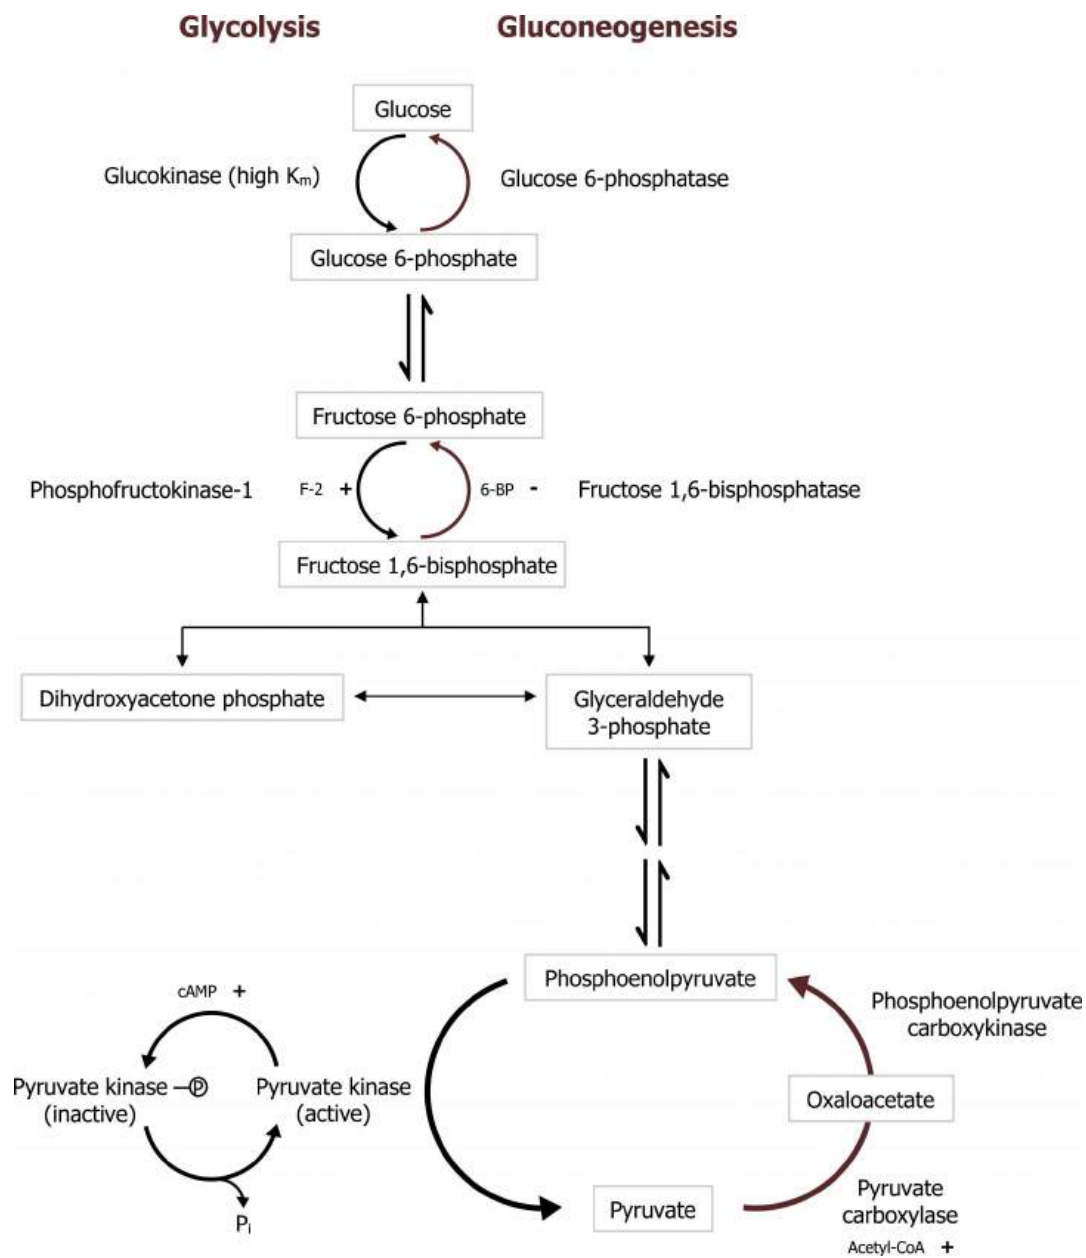 Glycolysis
Gluconeogenesis
Glucose
Glucokinase (high Km)
Glucose 6-phosphatase
Glucose 6-phosphate
Fructose 6-phosphate
Phosphofructokinase-1
F-2 +
6-BP -
Fructose 1,6-bisphosphatase
Fructose 1,6-bisphosphate
Dihydroxyacetone phosphate
Glyceraldehyde
3-phosphate
Phosphoenolpyruvate
cAMP +
Phosphoenolpyruvate
carboxykinase
Pyruvate kinase
(inactive)
P
Pyruvate kinase
(active)
Oxaloacetate
Pi
Pyruvate
Pyruvate
carboxylase
Acetyl-CoA +